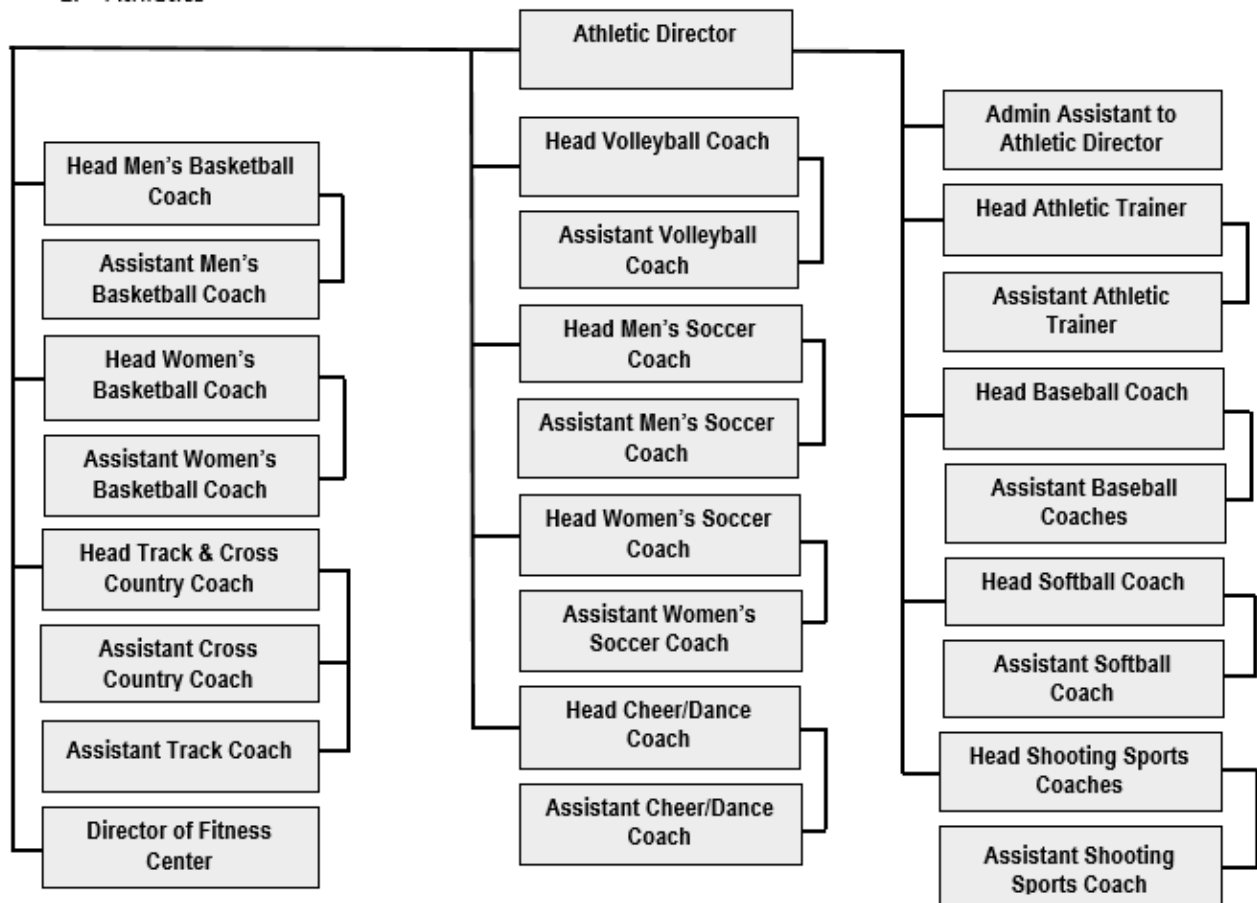 Athletic Director
Head Men's Basketball
Coach
Assistant Men's
Basketball Coach
Head Women's
Basketball Coach
Assistant Women's
Basketball Coach
Head Track & Cross
Country Coach
Assistant Cross
Country Coach
Assistant Track Coach
Director of Fitness
Center
Head Volleyball Coach
Assistant Volleyball
Coach
Head Men's Soccer
Coach
Assistant Men's Soccer
Coach
Head Women's Soccer
Coach
Assistant Women's
Soccer Coach
Head Cheer/Dance
Coach
Assistant Cheer/Dance
Coach
Admin Assistant to
Athletic Director
Head Athletic Trainer
Assistant Athletic
Trainer
Head Baseball Coach
Assistant Baseball
Coaches
Head Softball Coach
Assistant Softball
Coach
Head Shooting Sports
Coaches
Assistant Shooting
Sports Coach